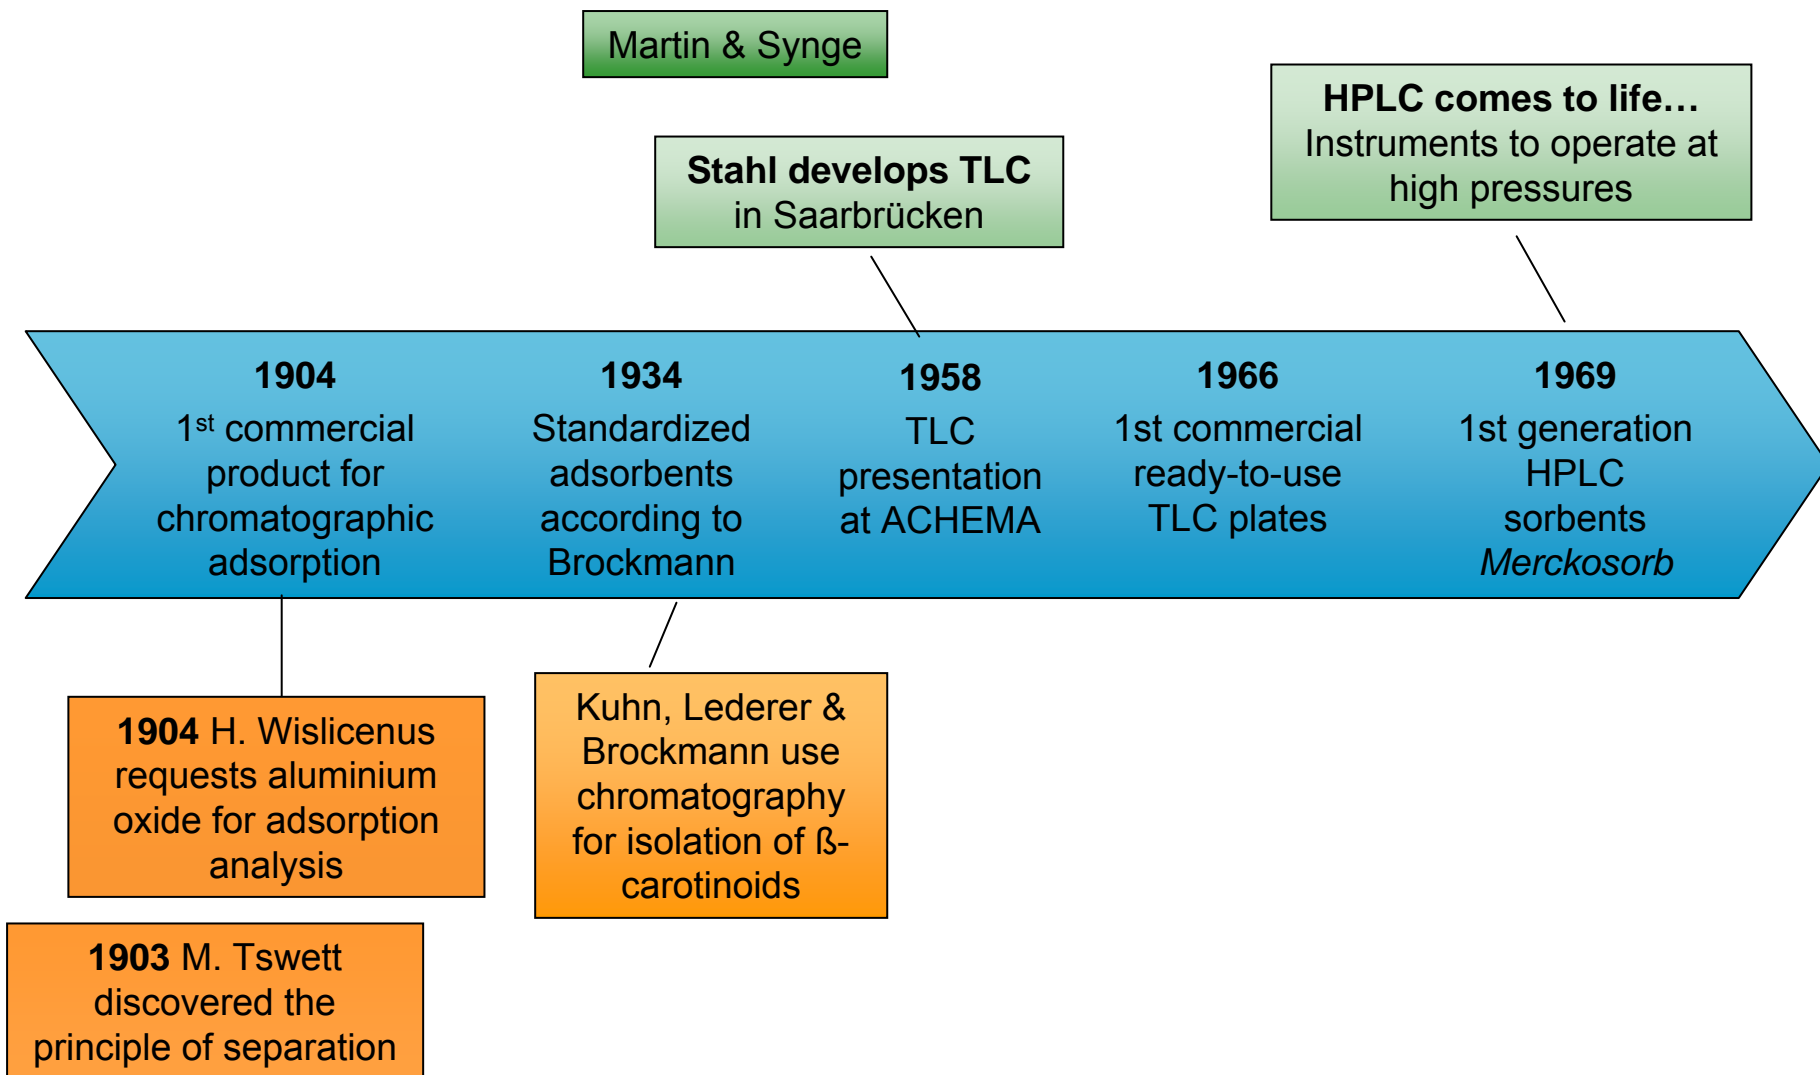 Martin & Synge
Stahl develops TLC
in Saarbrücken
HPLC comes to life…
Instruments to operate at
high pressures
1904
1st commercial
product for
chromatographic
adsorption
1934
Standardized
adsorbents
according to
Brockmann
1958
TLC
presentation
at ACHEMA
1966
1st commercial
ready-to-use
TLC plates
1969
1st generation
HPLC
sorbents
Merckosorb
1904 H. Wislicenus
requests aluminium
oxide for adsorption
analysis
Kuhn, Lederer &
Brockmann use
chromatography
for isolation of ß-
carotinoids
1903 M. Tswett
discovered the
principle of separation